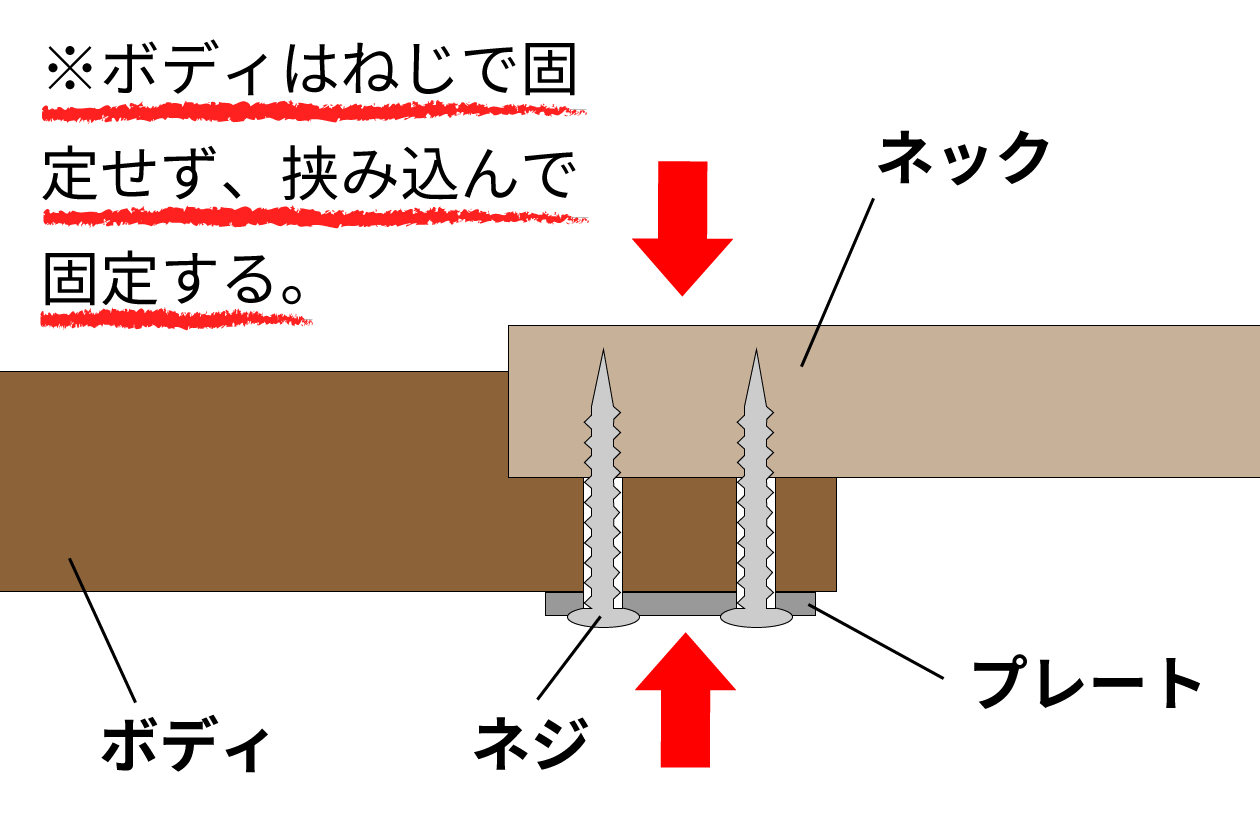 ※ボディはねじで固
定せず、挟み込んで
固定する。
ネック
プレート
ボディ
ネジ